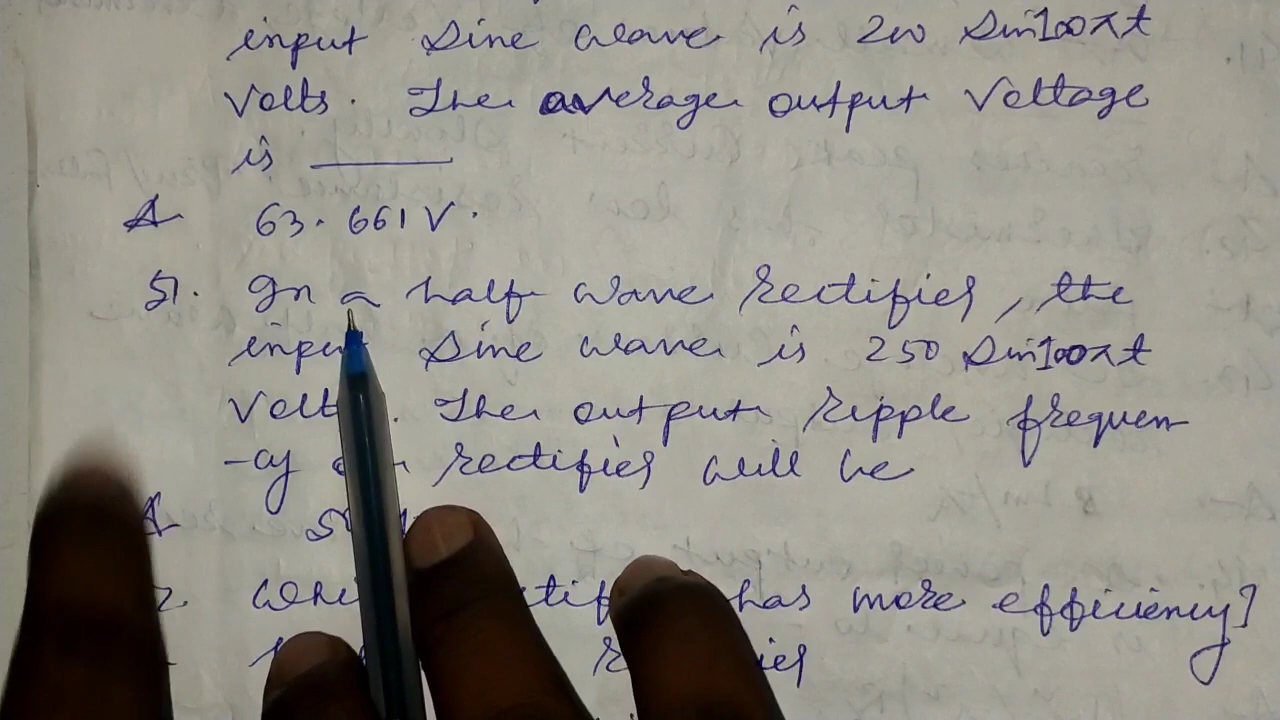 input sine wave is 200 Sin100πt
Volts. The average output Voltage
is ______
A 63.661V.
51. In a half wave rectifier, the
input sine wave is 250 Sin100πt
. The output ripple frequen-
-cy rectifier will be
A
has more efficiency?